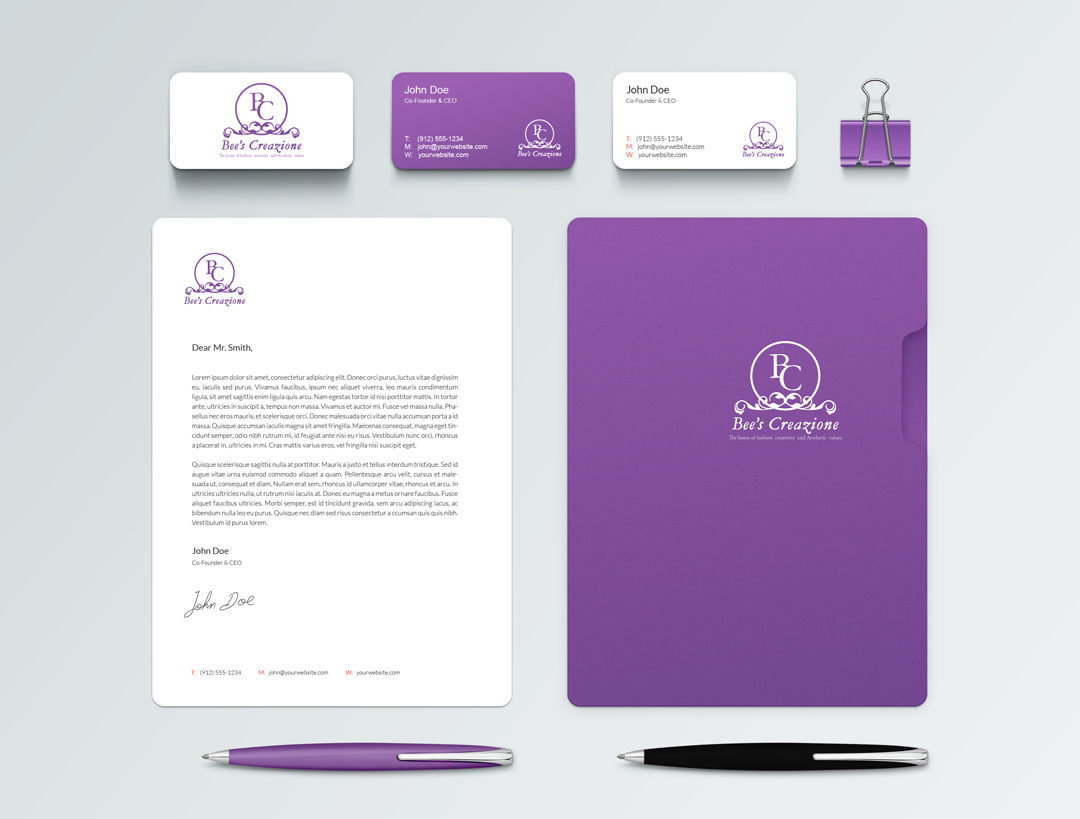 BC
Bee's Creazione
The home of fashion creativity and Aesthetic values
John Doe
Co-Founder & CEO
T: (912) 555-1234
M: john@yourwebsite.com
W: yourwebsite.com
BC
Bee's Creazione
John Doe
Co-Founder & CEO
T: (912) 555-1234
M: john@yourwebsite.com
W: yourwebsite.com
BC
Bee's Creazione
BC
Bee's Creazione
Dear Mr. Smith,
Lorem ipsum dolor sit amet, consectetur adipiscing elit. Donec orci purus, luctus vitae dignissim
eu, iaculis sed purus. Vivamus faucibus, ipsum nec aliquet viverra, leo mauris condimentum
ligula, sit amet sagittis enim ligula quis arcu. Nam egestas tortor id nisi porttitor mattis. In tortor
ante, ultricies in suscipit a, tempus non massa. Vivamus et auctor mi. Fusce vel massa nulla. Pha-
sellus nec eros mauris, et scelerisque orci. Donec malesuada orci vitae nulla accumsan porta a id
massa. Quisque accumsan iaculis magna sit amet fringilla. Maecenas consequat, magna eget tin-
cidunt semper, odio nibh rutrum mi, id feugiat ante nisi eu risus. Vestibulum nunc orci, rhoncus
a placerat in, ultricies in mi. Cras mattis varius eros, vel fringilla nisi suscipit eget.
Quisque scelerisque sagittis nulla at porttitor. Mauris a justo et tellus interdum tristique. Sed id
augue vitae urna euismod commodo aliquet a quam. Pellentesque arcu velit, cursus et male-
suada ut, consequat et diam. Nullam erat sem, rhoncus id ullamcorper vitae, rhoncus et arcu. In
ultricies ultricies nulla, ut rutrum nisi iaculis at. Donec eu magna a metus ornare faucibus. Fusce
aliquet faucibus ultricies. Morbi semper, est id tincidunt gravida, sem arcu adipiscing lacus, ac
bibendum nulla leo eu purus. Quisque nec diam sed risus consectetur a ccumsan quis quis nibh.
Vestibulum id purus lorem.
John Doe
Co-Founder & CEO
John Doe
T: (912) 555-1234 M: john@yourwebsite.com W: yourwebsite.com
BC
Bee's Creazione
The home of fashion creativity and Aesthetic values